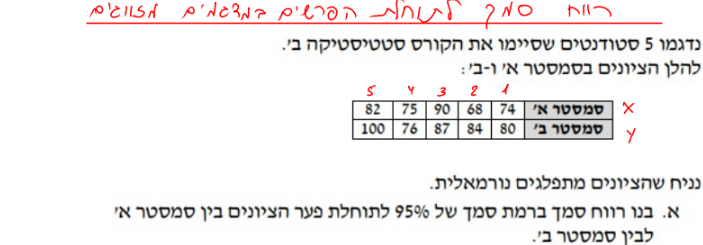 רווח סמך לתוחלת הפרשים במדגמים מזווגים
נדגמו 5 סטודנטים שסיימו את הקורס סטטיסטיקה ב'.
להלן הציונים בסמסטר א' ו-ב':
1 2 3 4 5
סמסטר א' 74 68 90 75 82 X
סמסטר ב' 80 84 87 76 100 Y
נניח שהציונים מתפלגים נורמאלית.
א. בנו רווח סמך ברמת סמך של 95% לתוחלת פער הציונים בין סמסטר א'
לבין סמסטר ב'.